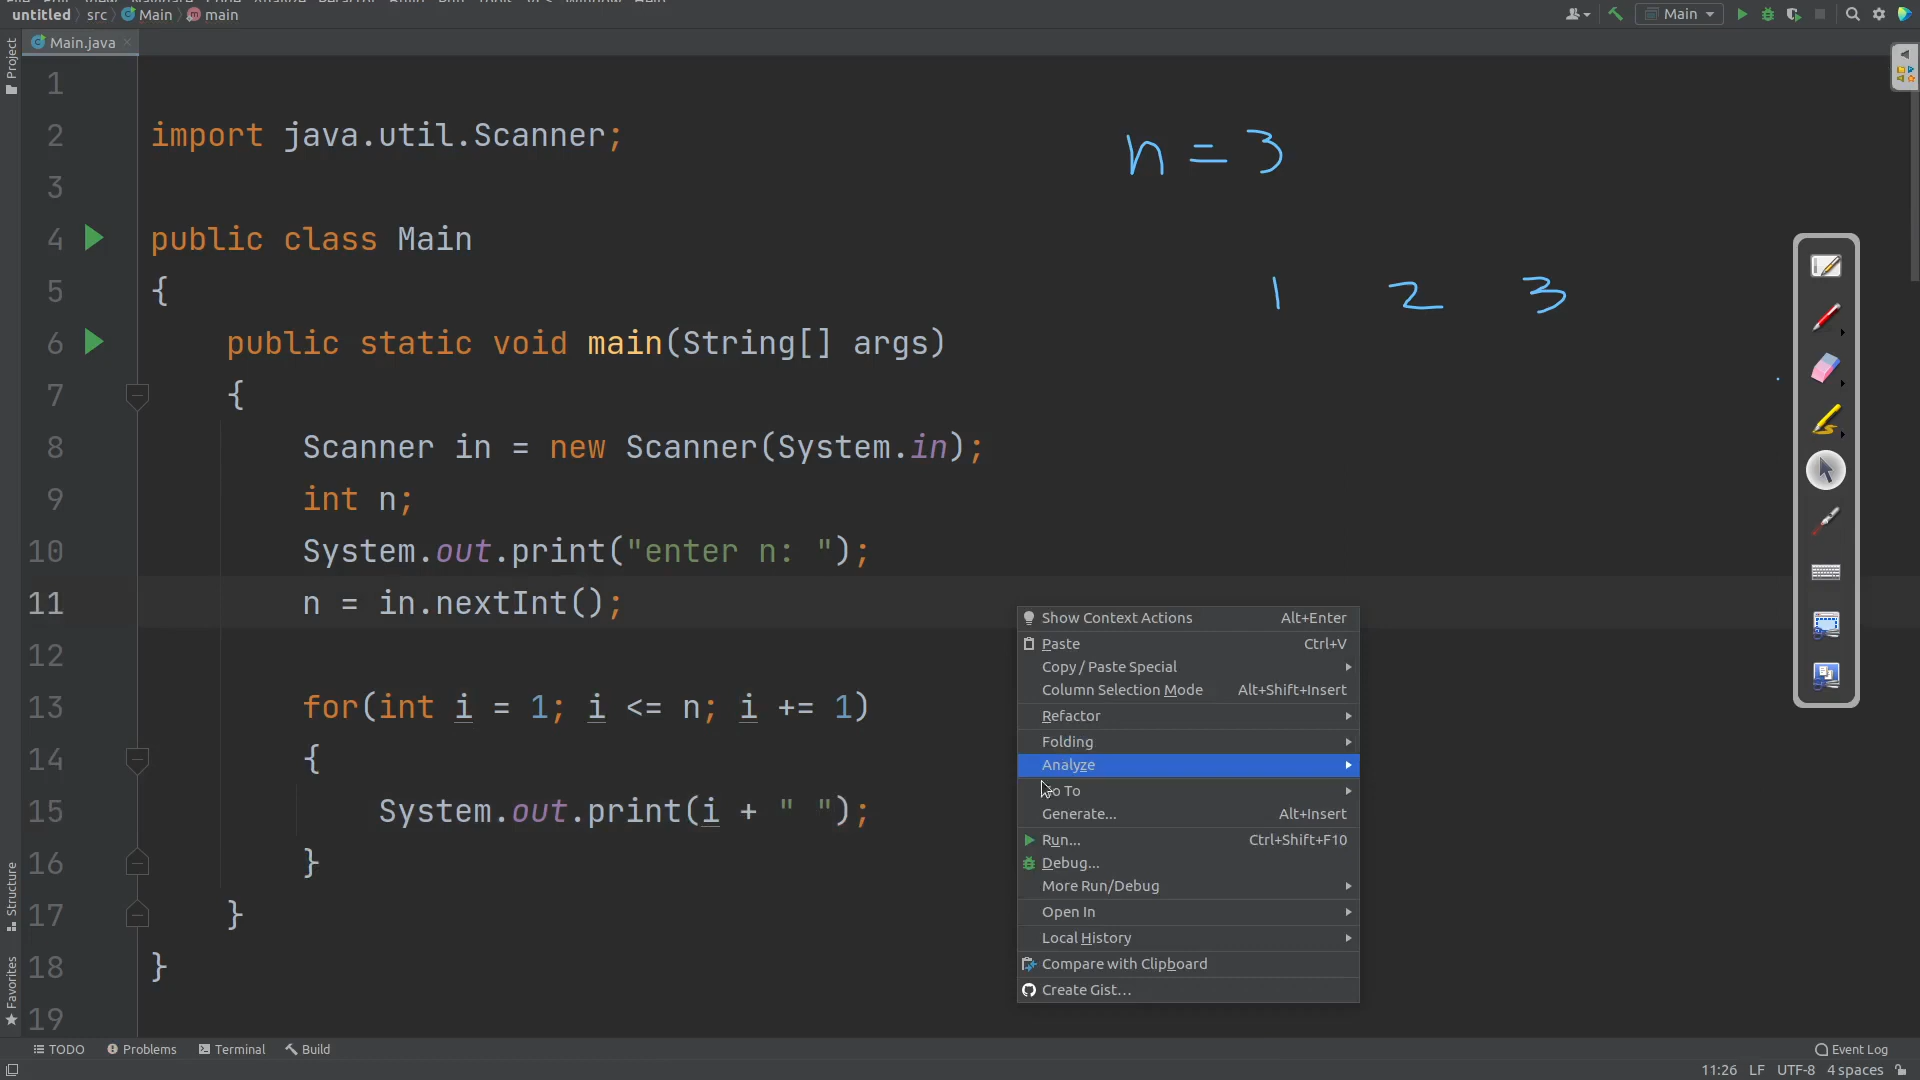 untitled src Main main
Main
Main.java
Project
1
2 import java.util.Scanner;
3
4 public class Main
5 {
6 public static void main(String[] args)
7 {
8 Scanner in = new Scanner(System.in);
9 int n;
10 System.out.print("enter n: ");
11 n = in.nextInt();
12
13 for(int i = 1; i <= n; i += 1)
14 {
15 System.out.print(i + " ");
16 }
17 }
18 }
19
n = 3
1 2 3
Show Context Actions Alt+Enter
Paste Ctrl+V
Copy / Paste Special
Column Selection Mode Alt+Shift+Insert
Refactor
Folding
Analyze
Go To
Generate... Alt+Insert
Run... Ctrl+Shift+F10
Debug...
More Run/Debug
Open In
Local History
Compare with Clipboard
Create Gist...
Structure
Favorites
TODO Problems Terminal Build Event Log
11:26 LF UTF-8 4 spaces